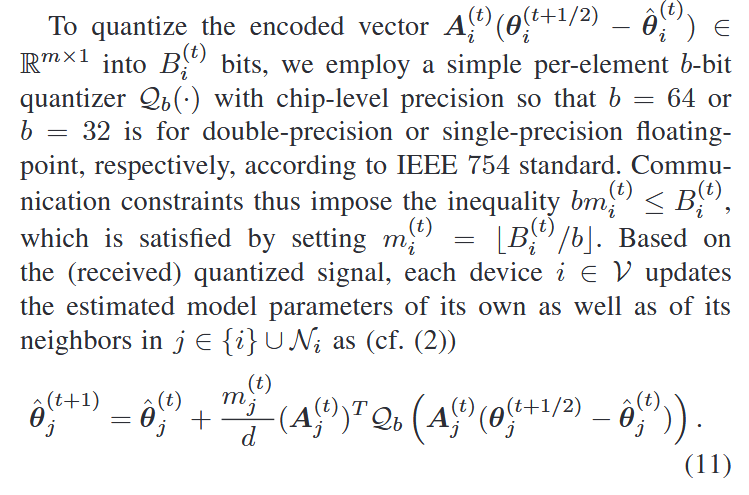 To quantize the encoded vector $\boldsymbol{A}_i^{(t)}(\boldsymbol{\theta}_i^{(t+1/2)} - \hat{\boldsymbol{\theta}}_i^{(t)}) \in$
$\mathbb{R}^{m \times 1}$ into $B_i^{(t)}$ bits, we employ a simple per-element $b$-bit
quantizer $\mathcal{Q}_b(\cdot)$ with chip-level precision so that $b = 64$ or
$b = 32$ is for double-precision or single-precision floating-
point, respectively, according to IEEE 754 standard. Commu-
nication constraints thus impose the inequality $bm_i^{(t)} \leq B_i^{(t)}$,
which is satisfied by setting $m_i^{(t)} = \lfloor B_i^{(t)}/b \rfloor$. Based on
the (received) quantized signal, each device $i \in \mathcal{V}$ updates
the estimated model parameters of its own as well as of its
neighbors in $j \in \{i\} \cup \mathcal{N}_i$ as (cf. (2))
$\hat{\boldsymbol{\theta}}_j^{(t+1)} = \hat{\boldsymbol{\theta}}_j^{(t)} + \frac{m_j^{(t)}}{d}(\boldsymbol{A}_j^{(t)})^T \mathcal{Q}_b\left(\boldsymbol{A}_j^{(t)}(\boldsymbol{\theta}_j^{(t+1/2)} - \hat{\boldsymbol{\theta}}_j^{(t)})\right).$
(11)